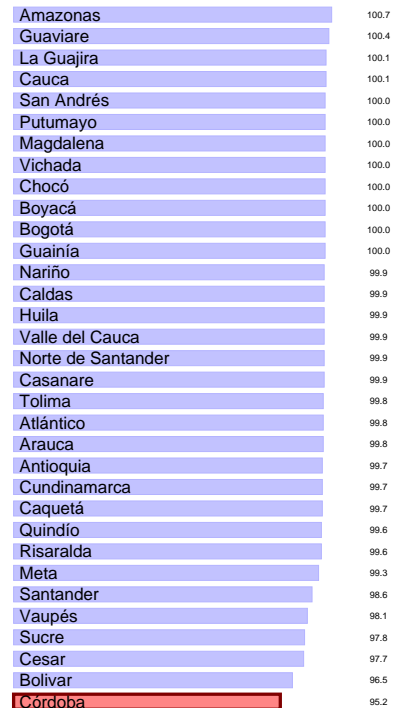 Amazonas 100.7
Guaviare 100.4
La Guajira 100.1
Cauca 100.1
San Andrés 100.0
Putumayo 100.0
Magdalena 100.0
Vichada 100.0
Chocó 100.0
Boyacá 100.0
Bogotá 100.0
Guainía 100.0
Nariño 99.9
Caldas 99.9
Huila 99.9
Valle del Cauca 99.9
Norte de Santander 99.9
Casanare 99.9
Tolima 99.8
Atlántico 99.8
Arauca 99.8
Antioquia 99.7
Cundinamarca 99.7
Caquetá 99.7
Quindío 99.6
Risaralda 99.6
Meta 99.3
Santander 98.6
Vaupés 98.1
Sucre 97.8
Cesar 97.7
Bolivar 96.5
Córdoba 95.2